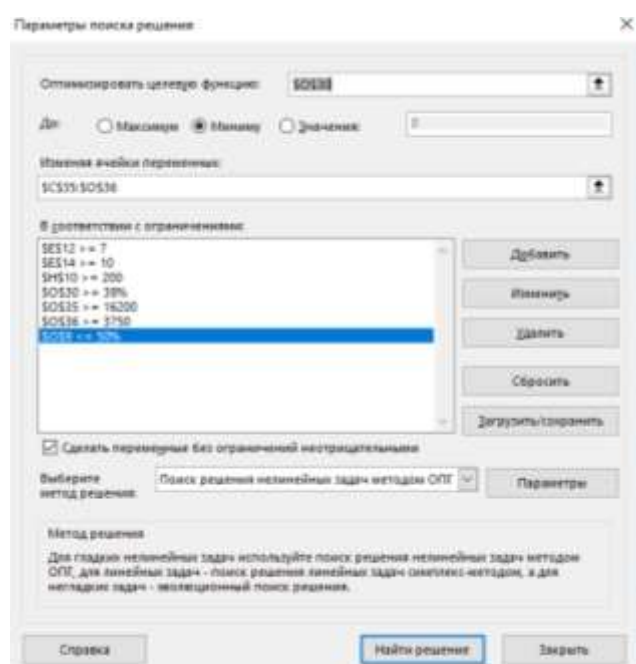 Параметры поиска решения
Оптимизировать целевую функцию: $O$30
До: Максимум Миниму Значения: 0
Изменяя ячейки переменных:
$C$35:$O$36
В соответствии с ограничениями:
$E$12 >= 7
$E$14 >= 10
$H$10 >= 200
$O$30 >= 38%
$O$35 >= 16200
$O$36 >= 3750
<= 50%
Добавить
Изменить
Удалить
Сбросить
Загрузить/сохранить
Сделать переменные без ограничений неотрицательными
Выберите метод решения:
Поиск решения нелинейных задач методом ОПГ
Параметры
Метод решения
Для гладких нелинейных задач используйте поиск решения нелинейных задач методом
ОПГ, для линейных задач - поиск решения линейных задач симплекс-методом, а для
негладких задач - эволюционный поиск решения.
Справка
Найти решение
Закрыть